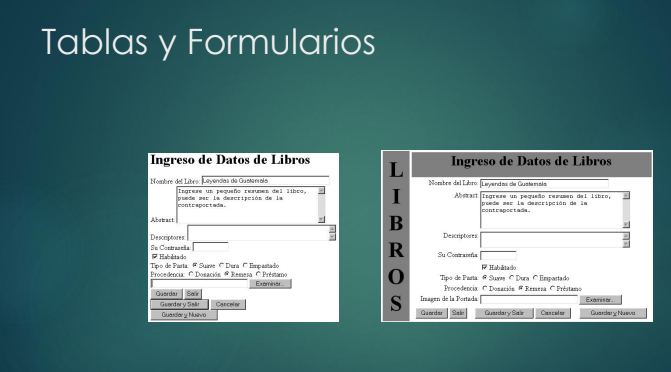 Tablas y Formularios
Ingreso de Datos de Libros
Nombre del Libro: Leyendas de Guatemala
Ingrese un pequeño resumen del libro,
puede ser la descripción de la
contraportada.
Abstract:
Descriptores:
Su Contraseña:
Habilitado
Tipo de Pasta: Suave Dura Empastado
Procedencia: Donación Remesa Préstamo
Examinar...
Guardar Salir
Guardar y Salir Cancelar
Guardar y Nuevo
LIBROS
Ingreso de Datos de Libros
Nombre del Libro: Leyendas de Guatemala
Abstract: Ingrese un pequeño resumen del libro,
puede ser la descripción de la
contraportada.
Descriptores:
Su Contraseña:
Habilitado
Tipo de Pasta: Suave Dura Empastado
Procedencia: Donación Remesa Préstamo
Imagen de la Portada: Examinar...
Guardar Salir Guardar y Salir Cancelar Guardar y Nuevo